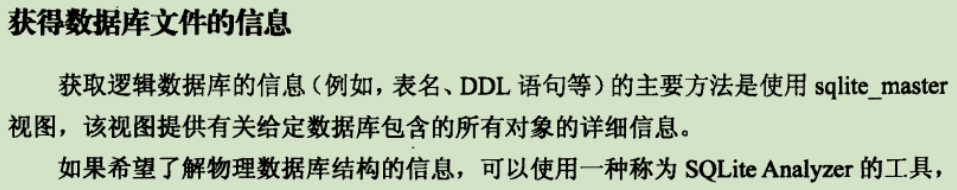 获得数据库文件的信息
获取逻辑数据库的信息（例如，表名、DDL 语句等）的主要方法是使用 sqlite_master
视图，该视图提供有关给定数据库包含的所有对象的详细信息。
如果希望了解物理数据库结构的信息，可以使用一种称为 SQLite Analyzer 的工具，